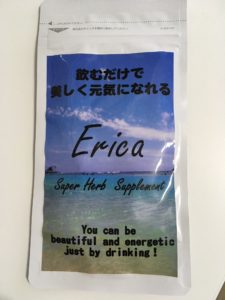 飲むだけで
美しく元気になれる
Erica
Super Herb Supplement
You can be
beautiful and energetic
just by drinking!